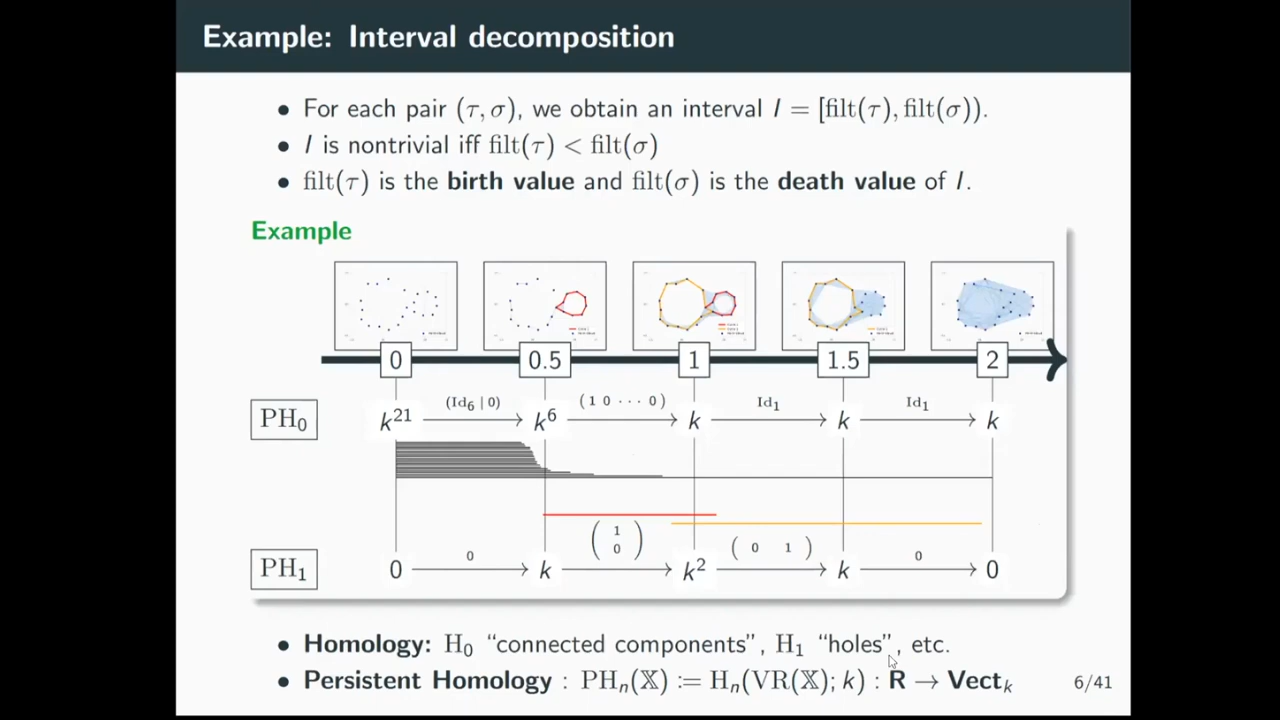 Example: Interval decomposition
• For each pair (τ, σ), we obtain an interval I = [filt(τ), filt(σ)).
• I is nontrivial iff filt(τ) < filt(σ)
• filt(τ) is the birth value and filt(σ) is the death value of I.
Example
0 0.5 1 1.5 2
PH₀ k²¹ (Id₆ | 0) k⁶ (1 0 ⋯ 0) k Id₁ k Id₁ k
PH₁ 0 0 k (1 0) k² (0 1) k 0 0
• Homology: H₀ “connected components”, H₁ “holes”, etc.
• Persistent Homology : PHₙ(𝕏) := Hₙ(VR(𝕏); k) : R → Vectₖ
6/41